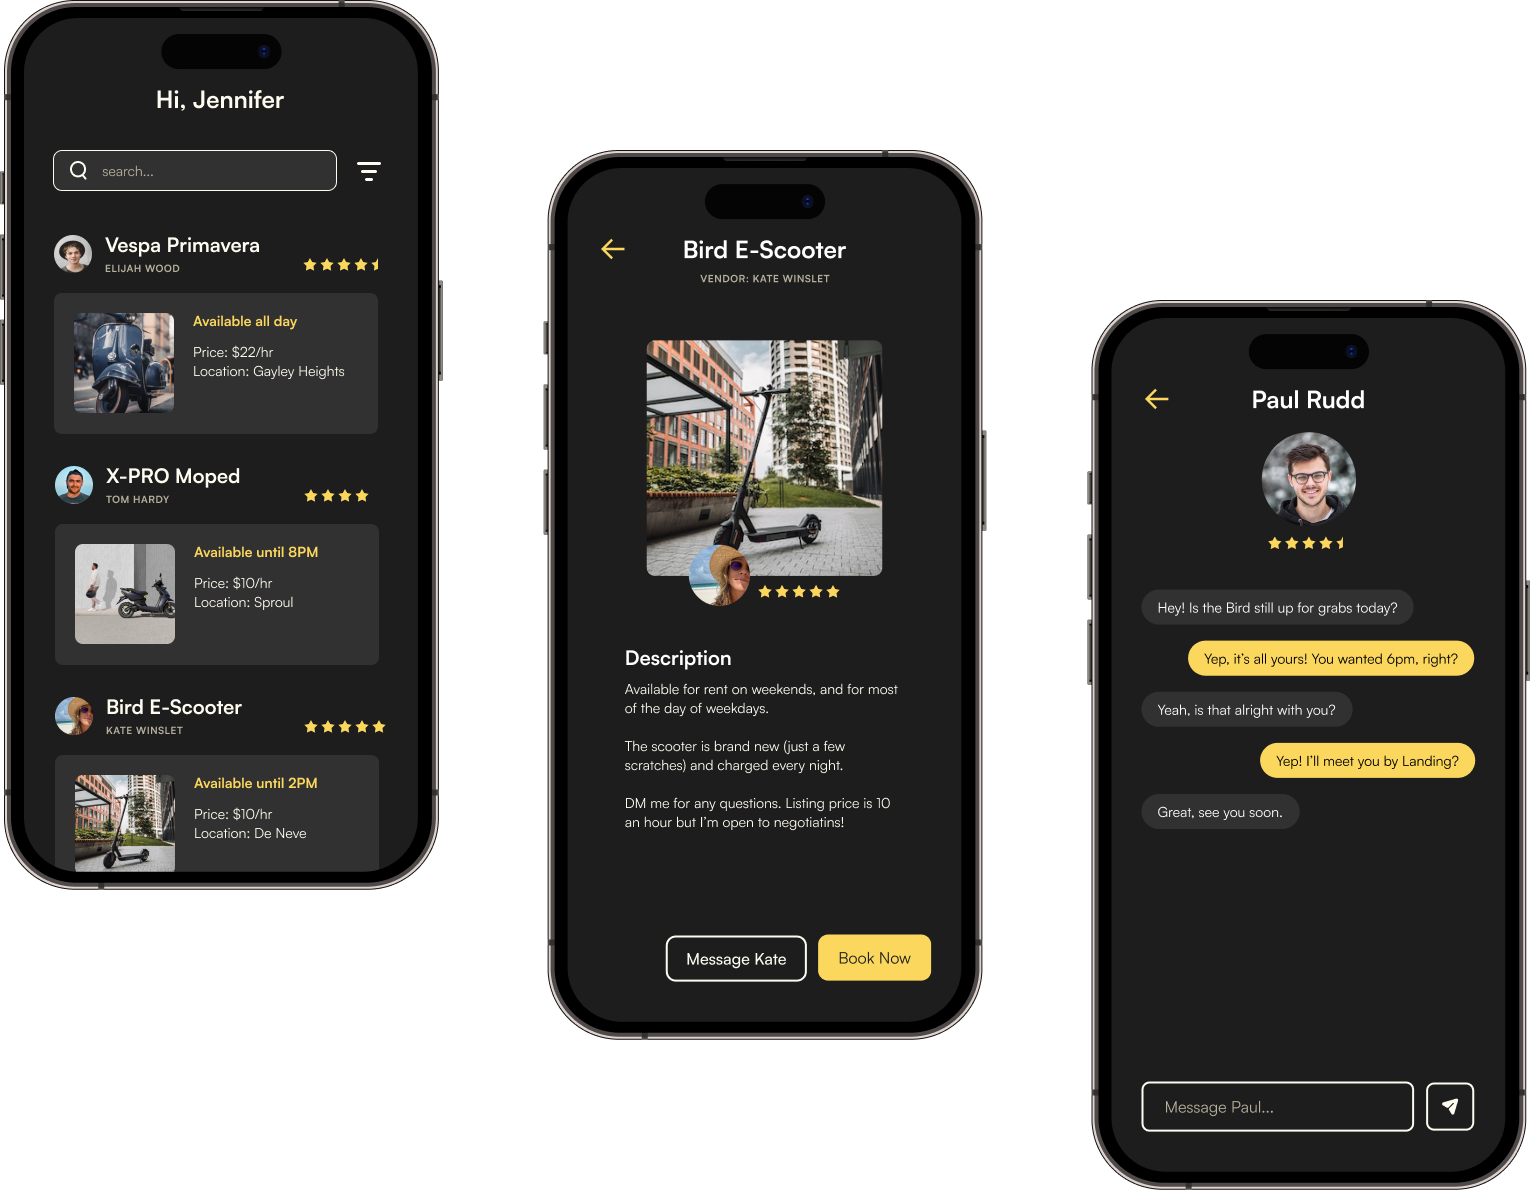 Hi, Jennifer
search...
Vespa Primavera
ELIJAH WOOD
Available all day
Price: $22/hr
Location: Gayley Heights
X-PRO Moped
TOM HARDY
Available until 8PM
Price: $10/hr
Location: Sproul
Bird E-Scooter
KATE WINSLET
Available until 2PM
Price: $10/hr
Location: De Neve
Bird E-Scooter
VENDOR: KATE WINSLET
Description
Available for rent on weekends, and for most
of the day of weekdays.
The scooter is brand new (just a few
scratches) and charged every night.
DM me for any questions. Listing price is 10
an hour but I'm open to negotiatins!
Message Kate
Book Now
Paul Rudd
Hey! Is the Bird still up for grabs today?
Yep, it's all yours! You wanted 6pm, right?
Yeah, is that alright with you?
Yep! I'll meet you by Landing?
Great, see you soon.
Message Paul...